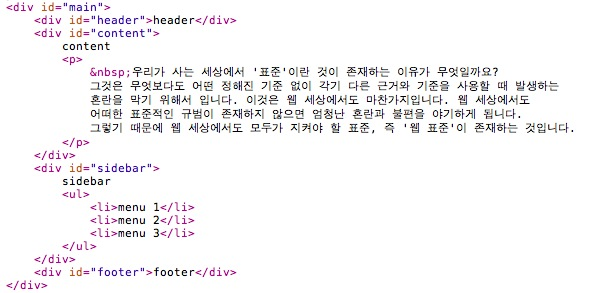 <div id="main">
<div id="header">header</div>
<div id="content">
content
<p>
&nbsp;우리가 사는 세상에서 '표준'이란 것이 존재하는 이유가 무엇일까요?
그것은 무엇보다도 어떤 정해진 기준 없이 각기 다른 근거와 기준을 사용할 때 발생하는
혼란을 막기 위해서 입니다. 이것은 웹 세상에서도 마찬가지입니다. 웹 세상에서도
어떠한 표준적인 규범이 존재하지 않으면 엄청난 혼란과 불편을 야기하게 됩니다.
그렇기 때문에 웹 세상에서도 모두가 지켜야 할 표준, 즉 '웹 표준'이 존재하는 것입니다.
</p>
</div>
<div id="sidebar">
sidebar
<ul>
<li>menu 1</li>
<li>menu 2</li>
<li>menu 3</li>
</ul>
</div>
<div id="footer">footer</div>
</div>